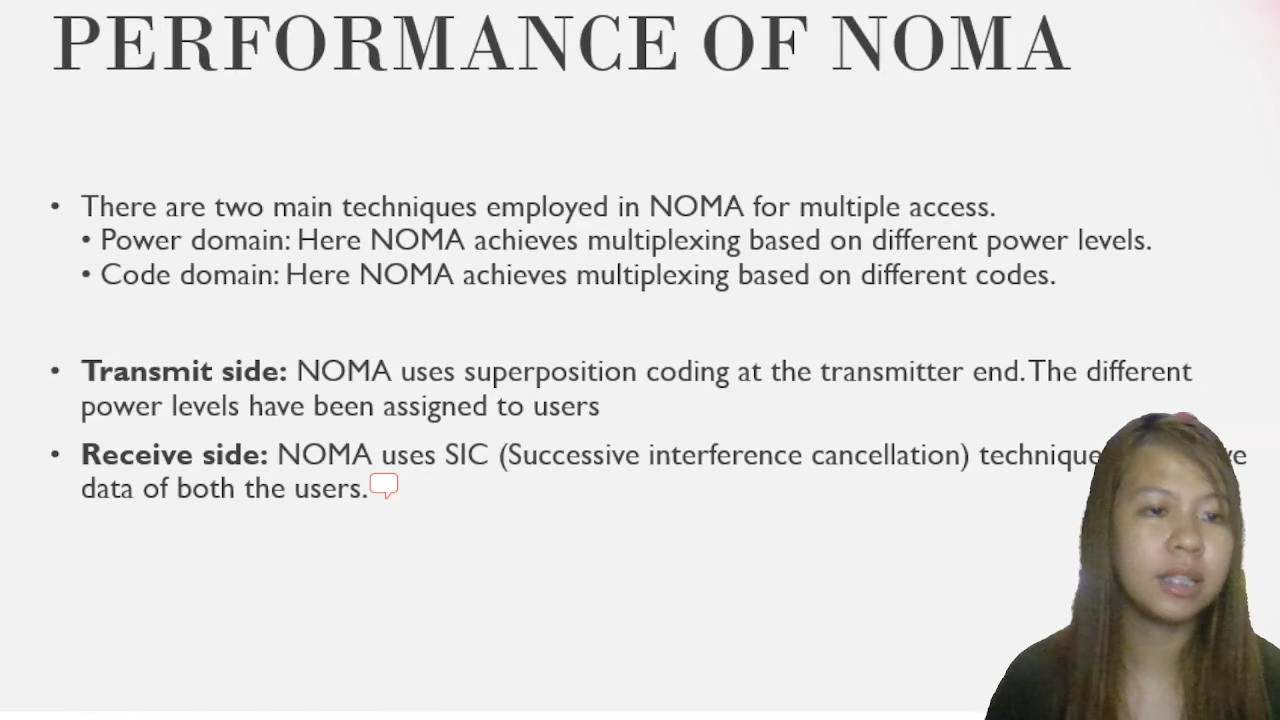 PERFORMANCE OF NOMA
• There are two main techniques employed in NOMA for multiple access.
• Power domain: Here NOMA achieves multiplexing based on different power levels.
• Code domain: Here NOMA achieves multiplexing based on different codes.
• Transmit side: NOMA uses superposition coding at the transmitter end. The different
power levels have been assigned to users
• Receive side: NOMA uses SIC (Successive interference cancellation) technique
data of both the users.